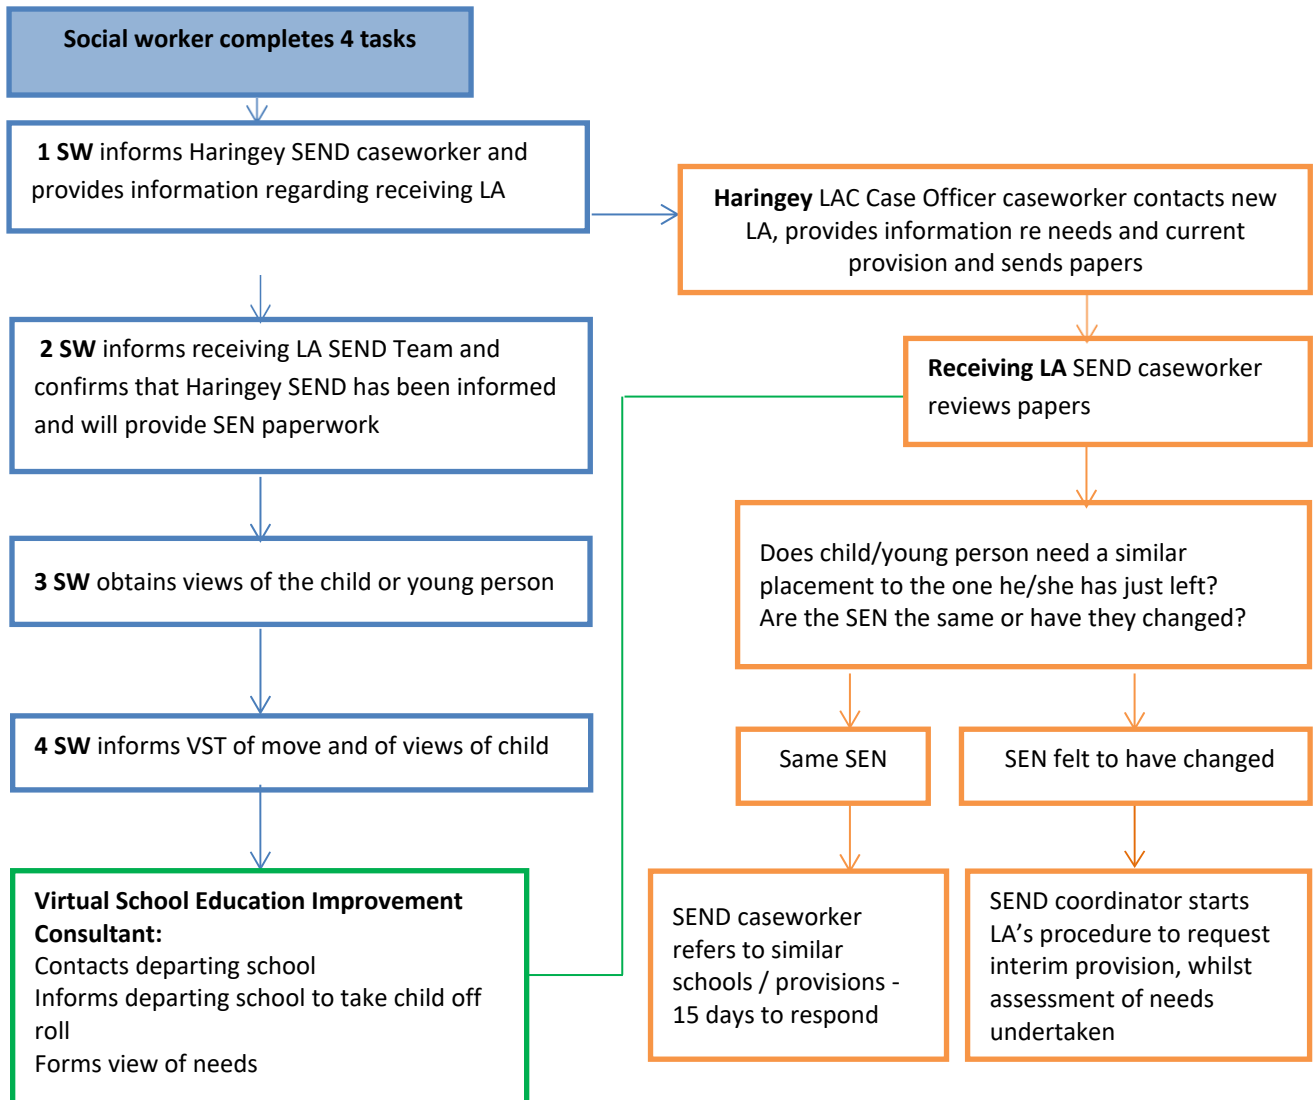 Social worker completes 4 tasks
1 SW informs Haringey SEND caseworker and
provides information regarding receiving LA
Haringey LAC Case Officer caseworker contacts new
LA, provides information re needs and current
provision and sends papers
2 SW informs receiving LA SEND Team and
confirms that Haringey SEND has been informed
and will provide SEN paperwork
Receiving LA SEND caseworker
reviews papers
3 SW obtains views of the child or young person
Does child/young person need a similar
placement to the one he/she has just left?
Are the SEN the same or have they changed?
4 SW informs VST of move and of views of child
Same SEN
SEN felt to have changed
Virtual School Education Improvement
Consultant:
Contacts departing school
Informs departing school to take child off
roll
Forms view of needs
SEND caseworker
refers to similar
schools / provisions -
15 days to respond
SEND coordinator starts
LA’s procedure to request
interim provision, whilst
assessment of needs
undertaken